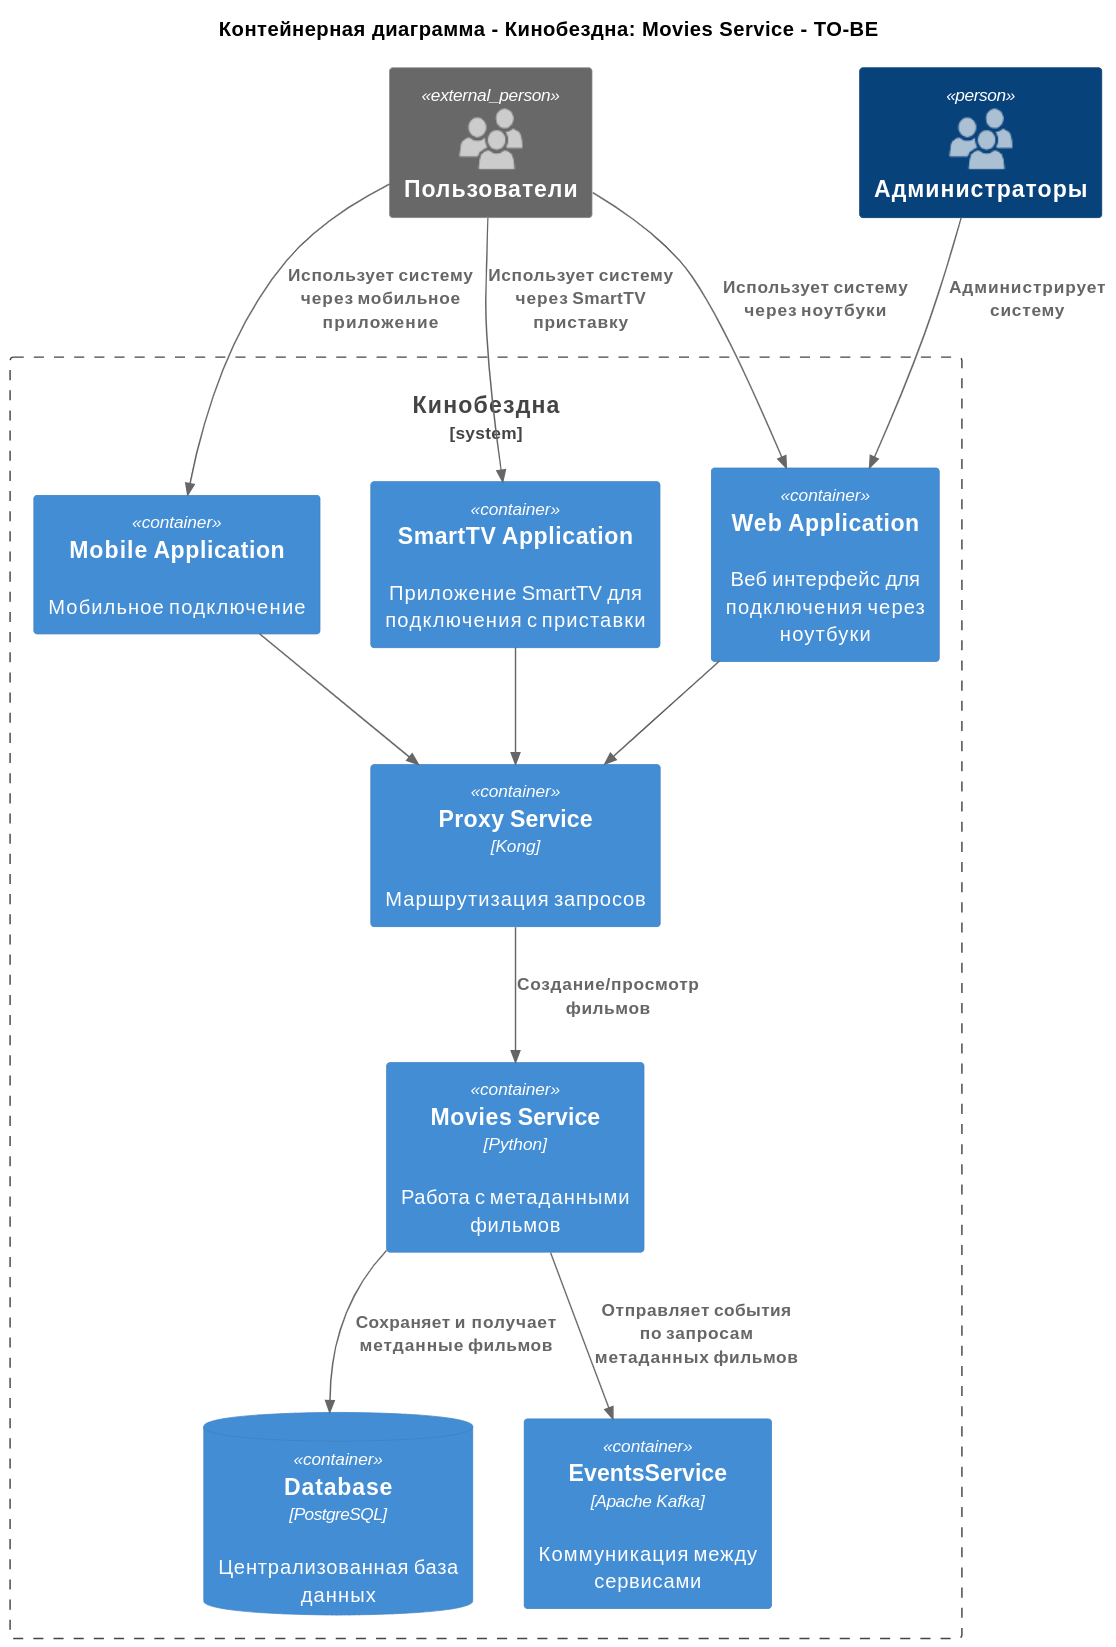 Контейнерная диаграмма - Кинобездна: Movies Service - TO-BE
«external_person»
Пользователи
«person»
Администраторы
Использует систему
через мобильное
приложение
Использует систему
через SmartTV
приставку
Использует систему
через ноутбуки
Администрирует
систему
Кинобездна
[system]
«container»
Mobile Application
Мобильное подключение
«container»
SmartTV Application
Приложение SmartTV для
подключения с приставки
«container»
Web Application
Веб интерфейс для
подключения через
ноутбуки
«container»
Proxy Service
[Kong]
Маршрутизация запросов
Создание/просмотр
фильмов
«container»
Movies Service
[Python]
Работа с метаданными
фильмов
Сохраняет и получает
метданные фильмов
Отправляет события
по запросам
метаданных фильмов
«container»
Database
[PostgreSQL]
Централизованная база
данных
«container»
EventsService
[Apache Kafka]
Коммуникация между
сервисами